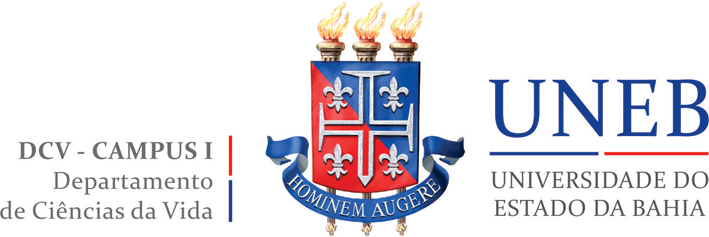 DCV - CAMPUS I
Departamento
de Ciências da Vida
HOMINEM AUGERE
UNEB
UNIVERSIDADE DO
ESTADO DA BAHIA